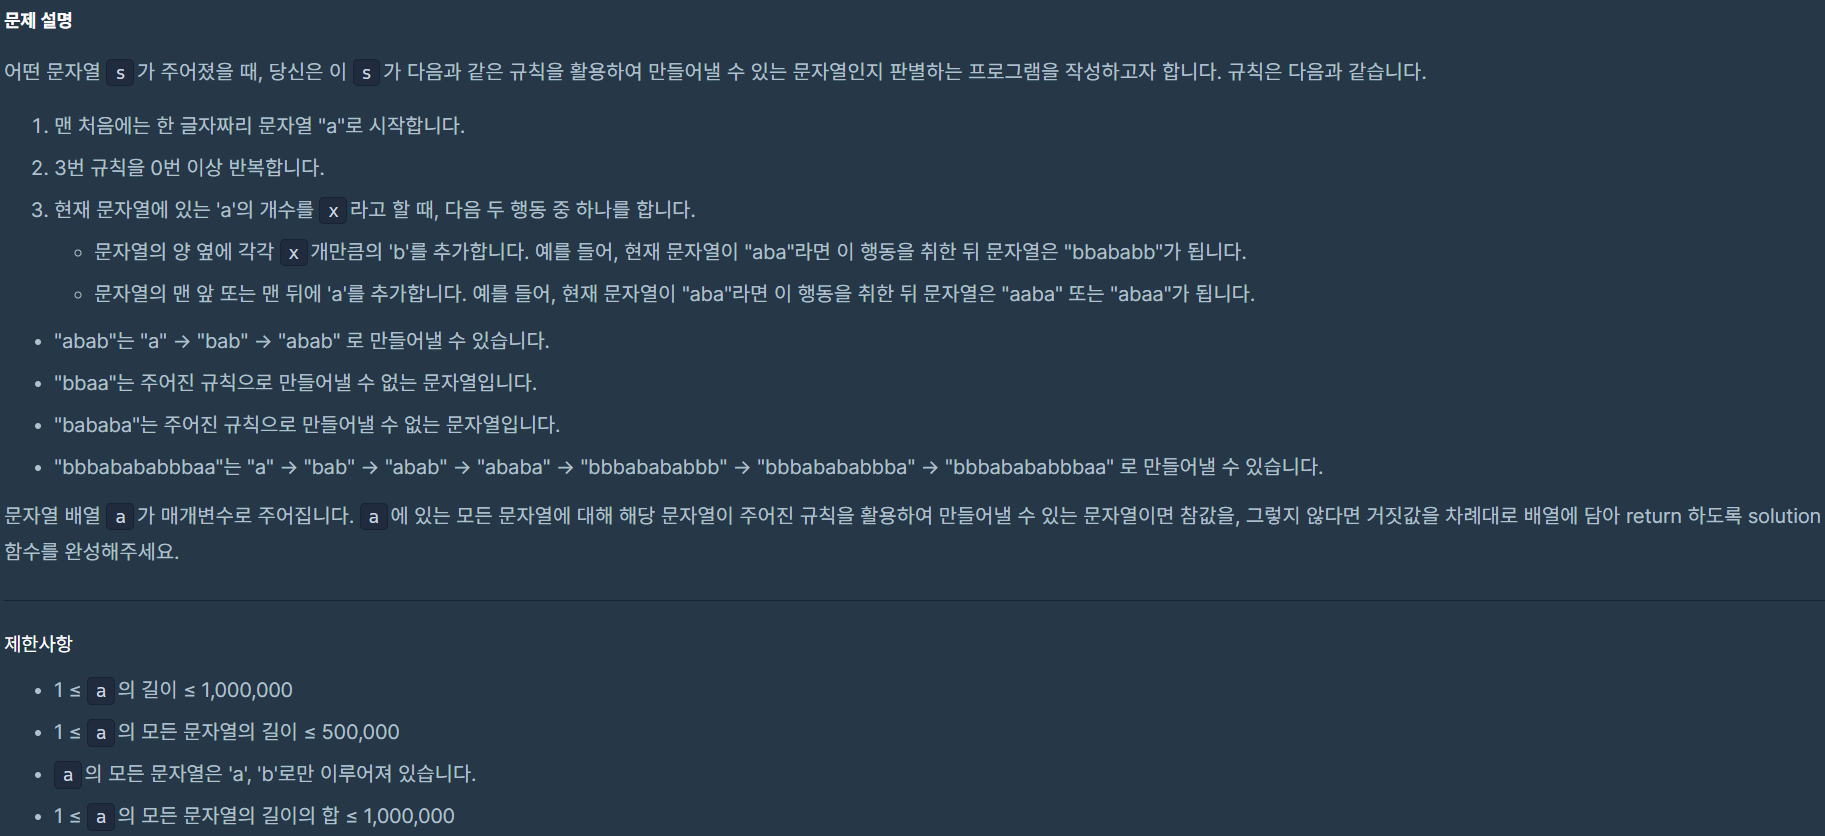 문제 설명
어떤 문자열 s 가 주어졌을 때, 당신은 이 s 가 다음과 같은 규칙을 활용하여 만들어낼 수 있는 문자열인지 판별하는 프로그램을 작성하고자 합니다. 규칙은 다음과 같습니다.
1. 맨 처음에는 한 글자짜리 문자열 "a"로 시작합니다.
2. 3번 규칙을 0번 이상 반복합니다.
3. 현재 문자열에 있는 'a'의 개수를 x 라고 할 때, 다음 두 행동 중 하나를 합니다.
◦ 문자열의 양 옆에 각각 x 개만큼의 'b'를 추가합니다. 예를 들어, 현재 문자열이 "aba"라면 이 행동을 취한 뒤 문자열은 "bbababb"가 됩니다.
◦ 문자열의 맨 앞 또는 맨 뒤에 'a'를 추가합니다. 예를 들어, 현재 문자열이 "aba"라면 이 행동을 취한 뒤 문자열은 "aaba" 또는 "abaa"가 됩니다.
• "abab"는 "a" → "bab" → "abab" 로 만들어낼 수 있습니다.
• "bbaa"는 주어진 규칙으로 만들어낼 수 없는 문자열입니다.
• "bababa"는 주어진 규칙으로 만들어낼 수 없는 문자열입니다.
• "bbbabababbbaa"는 "a" → "bab" → "abab" → "ababa" → "bbbabababbb" → "bbbabababbba" → "bbbabababbbaa" 로 만들어낼 수 있습니다.
문자열 배열 a 가 매개변수로 주어집니다. a 에 있는 모든 문자열에 대해 해당 문자열이 주어진 규칙을 활용하여 만들어낼 수 있는 문자열이면 참값을, 그렇지 않다면 거짓값을 차례대로 배열에 담아 return 하도록 solution
함수를 완성해주세요.
제한사항
• 1 ≤ a 의 길이 ≤ 1,000,000
• 1 ≤ a 의 모든 문자열의 길이 ≤ 500,000
• a 의 모든 문자열은 'a', 'b'로만 이루어져 있습니다.
• 1 ≤ a 의 모든 문자열의 길이의 합 ≤ 1,000,000